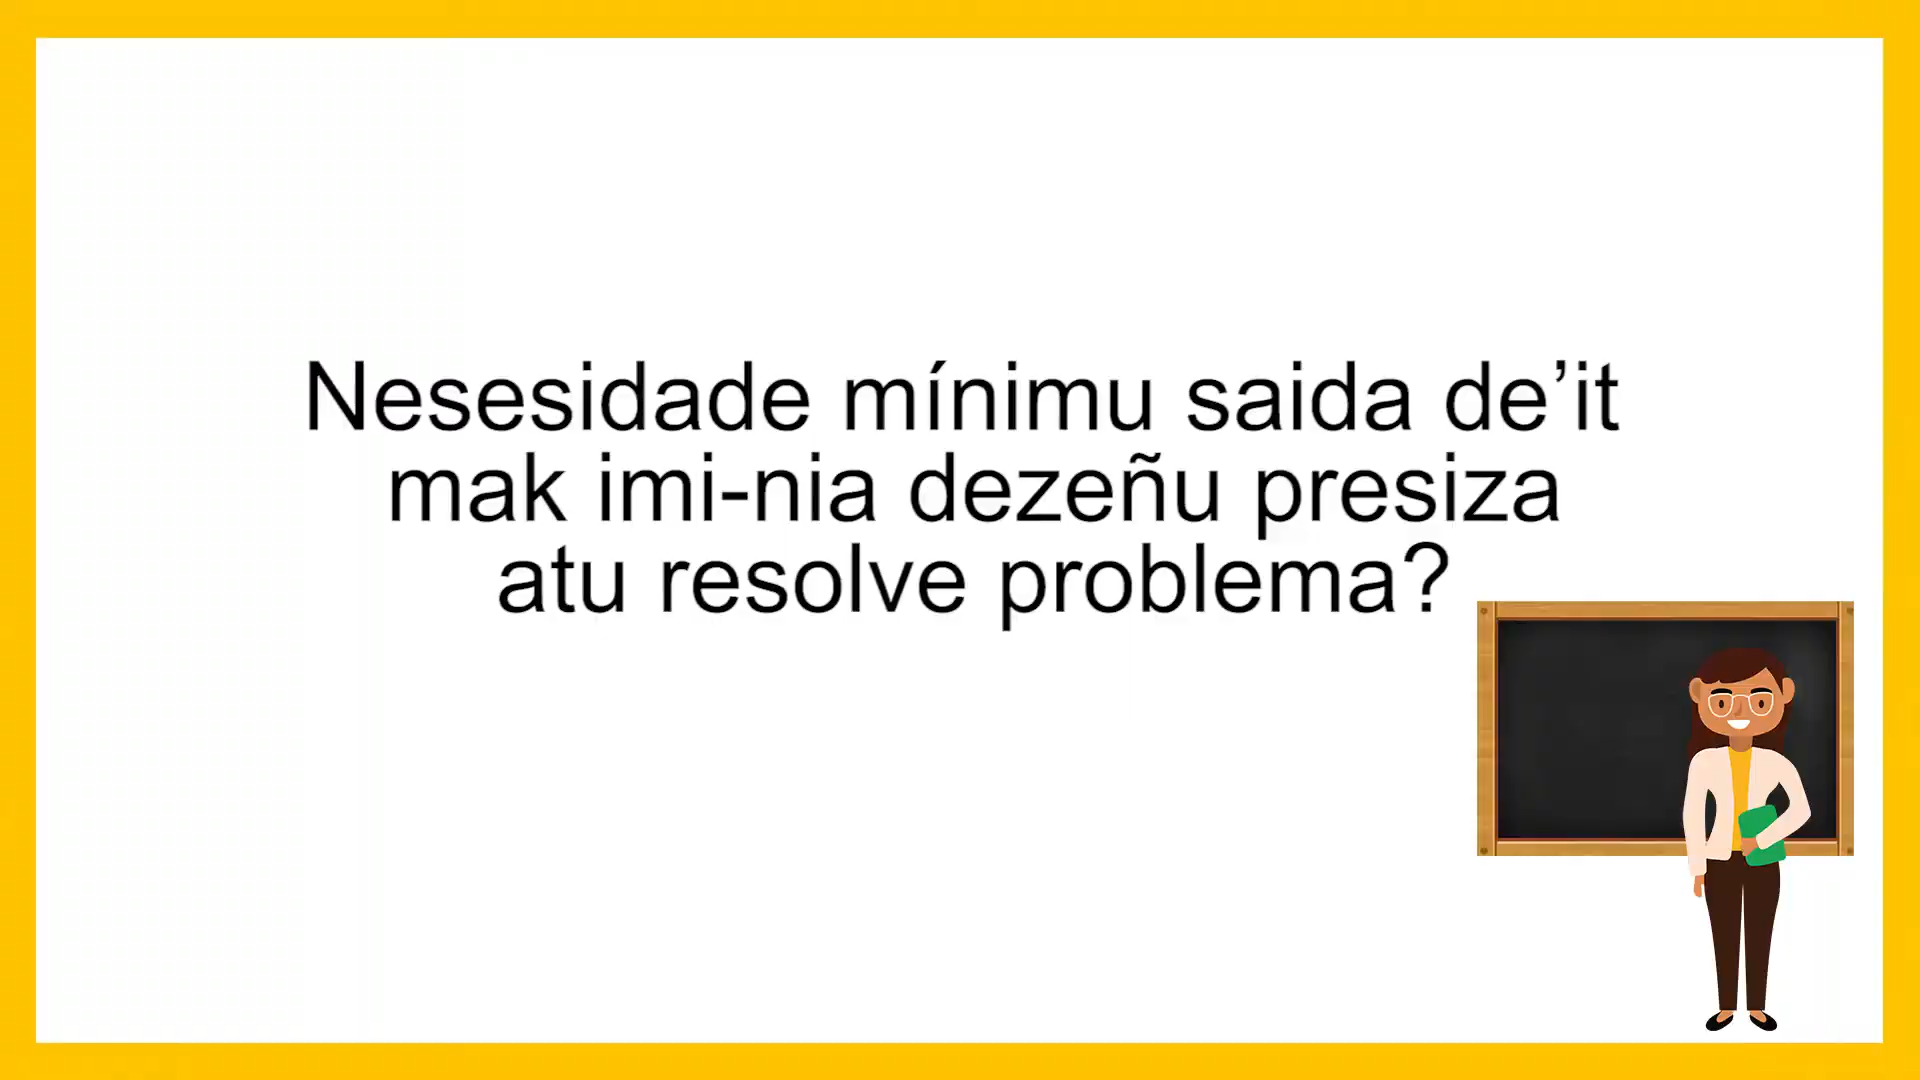 Nesesidade mínimu saida de’it
mak imi-nia dezeñu presiza
atu resolve problema?